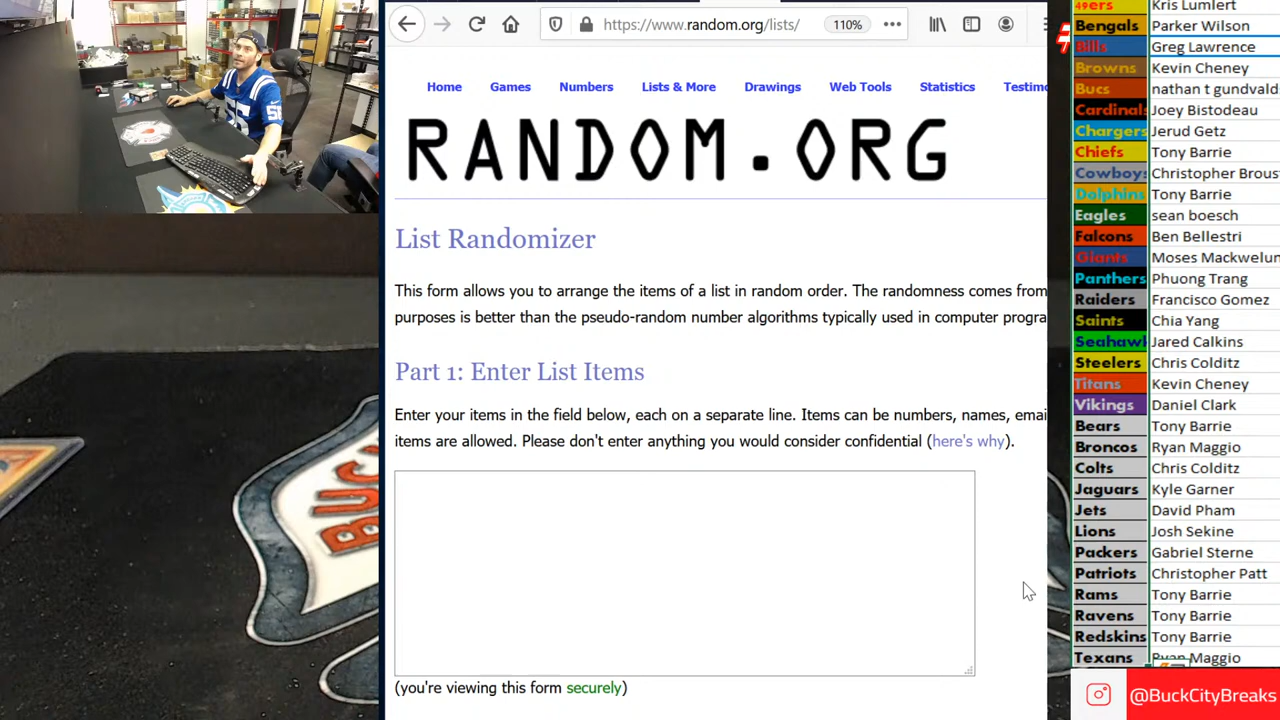 https://www.random.org/lists/
110%
Home Games Numbers Lists & More Drawings Web Tools Statistics Testimo
RANDOM.ORG
List Randomizer
This form allows you to arrange the items of a list in random order. The randomness comes from
purposes is better than the pseudo-random number algorithms typically used in computer progra
Part 1: Enter List Items
Enter your items in the field below, each on a separate line. Items can be numbers, names, emai
items are allowed. Please don't enter anything you would consider confidential (here's why).
(you're viewing this form securely)
49ers Kris Lumlert
Bengals Parker Wilson
Bills Greg Lawrence
Browns Kevin Cheney
Bucs nathan t gundvald
Cardinals Joey Bistodeau
Chargers Jerud Getz
Chiefs Tony Barrie
Cowboys Christopher Brous
Dolphins Tony Barrie
Eagles sean boesch
Falcons Ben Bellestri
Giants Moses Mackwelun
Panthers Phuong Trang
Raiders Francisco Gomez
Saints Chia Yang
Seahawk Jared Calkins
Steelers Chris Colditz
Titans Kevin Cheney
Vikings Daniel Clark
Bears Tony Barrie
Broncos Ryan Maggio
Colts Chris Colditz
Jaguars Kyle Garner
Jets David Pham
Lions Josh Sekine
Packers Gabriel Sterne
Patriots Christopher Patt
Rams Tony Barrie
Ravens Tony Barrie
Redskins Tony Barrie
Texans Ryan Maggio
@BuckCityBreaks
BUC